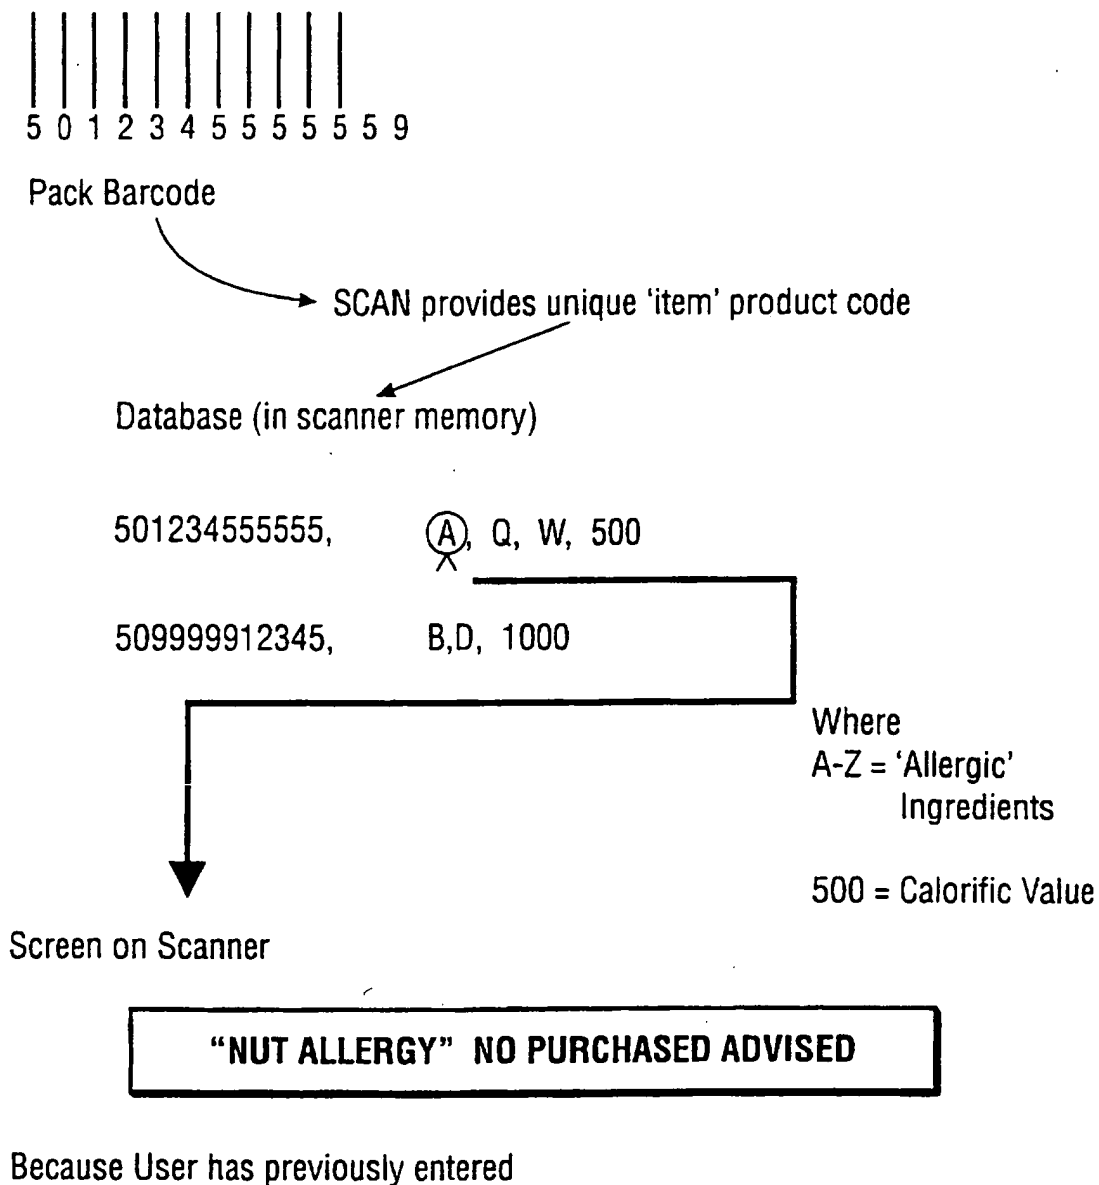 5 0 1 2 3 4 5 5 5 5 5 5 9
Pack Barcode
SCAN provides unique 'item' product code
Database (in scanner memory)
501234555555, A, Q, W, 500
509999912345, B,D, 1000
Where
A-Z = 'Allergic'
Ingredients
500 = Calorific Value
Screen on Scanner
"NUT ALLERGY" NO PURCHASED ADVISED
Because User has previously entered